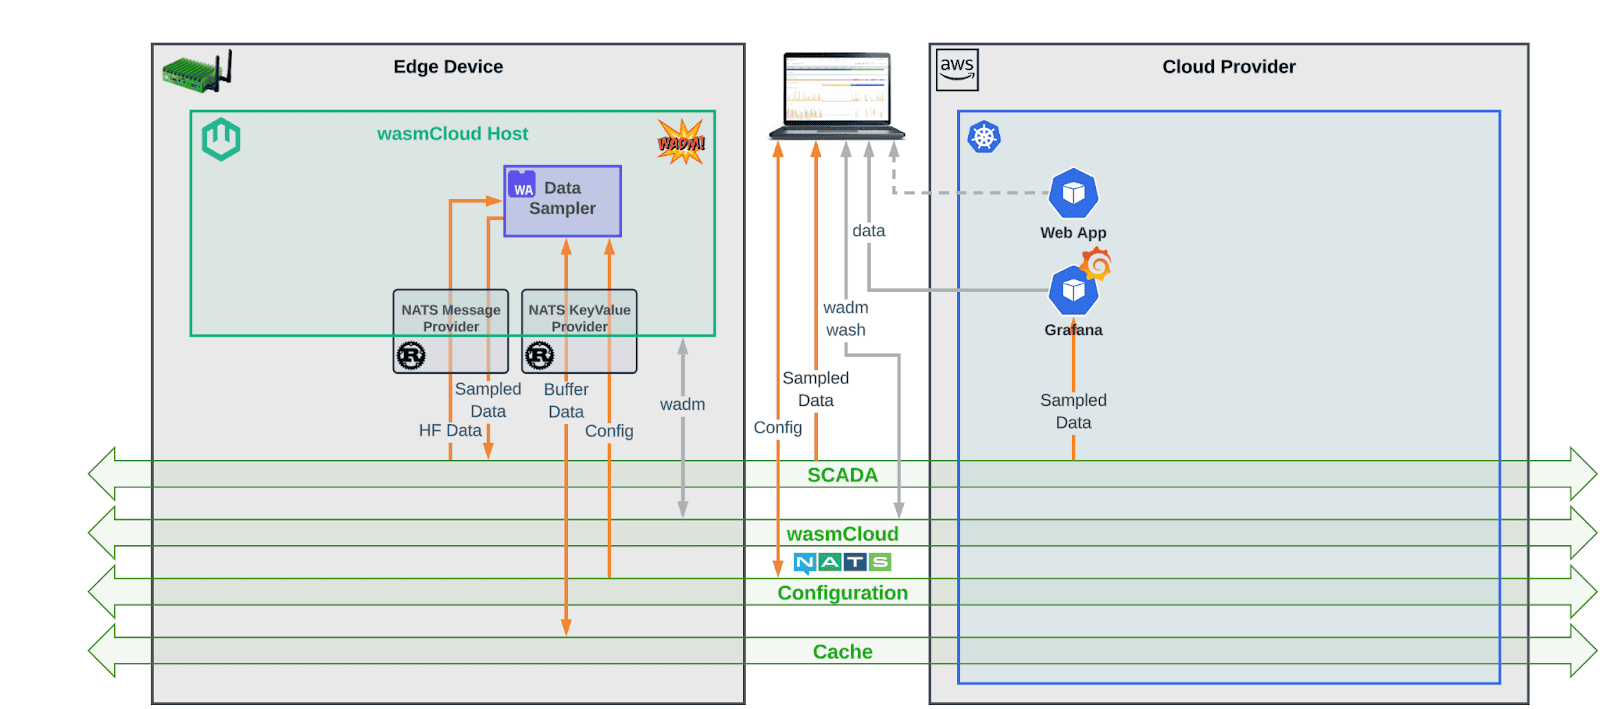 Edge Device
aws
Cloud Provider
wasmCloud Host
WADM!
WA
Data
Sampler
Web App
data
NATS Message
Provider
NATS KeyValue
Provider
R
R
wadm
wash
Grafana
Sampled
Data
HF Data
Buffer
Data
Config
wadm
Sampled
Data
Config
Sampled
Data
SCADA
wasmCloud
NATS
Configuration
Cache